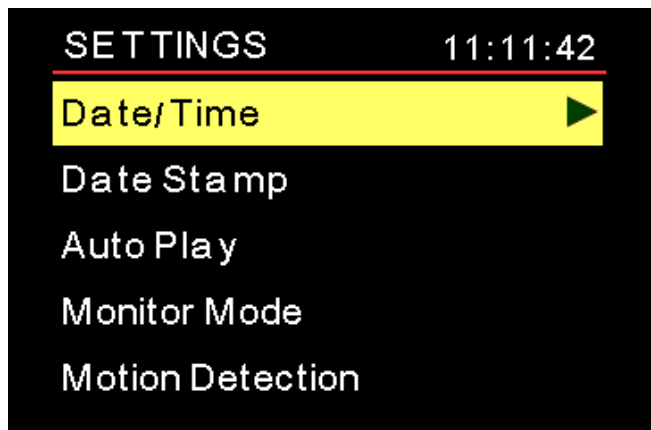 SETTINGS 11:11:42
Date/Time
Date Stamp
Auto Play
Monitor Mode
Motion Detection